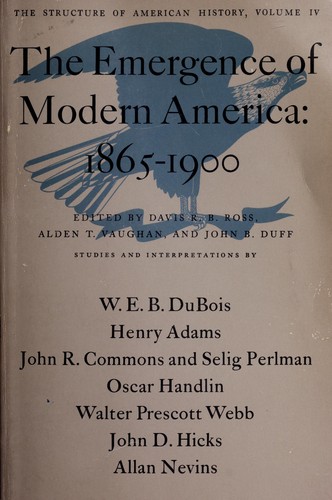 THE STRUCTURE OF AMERICAN HISTORY, VOLUME IV
The Emergence of
Modern America:
1865-1900
EDITED BY DAVIS R. B. ROSS,
ALDEN T. VAUGHAN, AND JOHN B. DUFF
STUDIES AND INTERPRETATIONS BY
W. E. B. DuBois
Henry Adams
John R. Commons and Selig Perlman
Oscar Handlin
Walter Prescott Webb
John D. Hicks
Allan Nevins